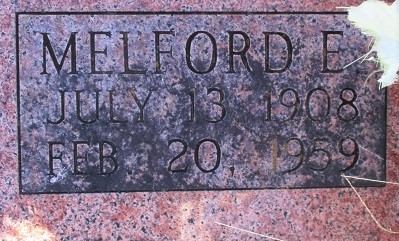 MELFORD E.
JULY 13 1908
FEB 20, 1959